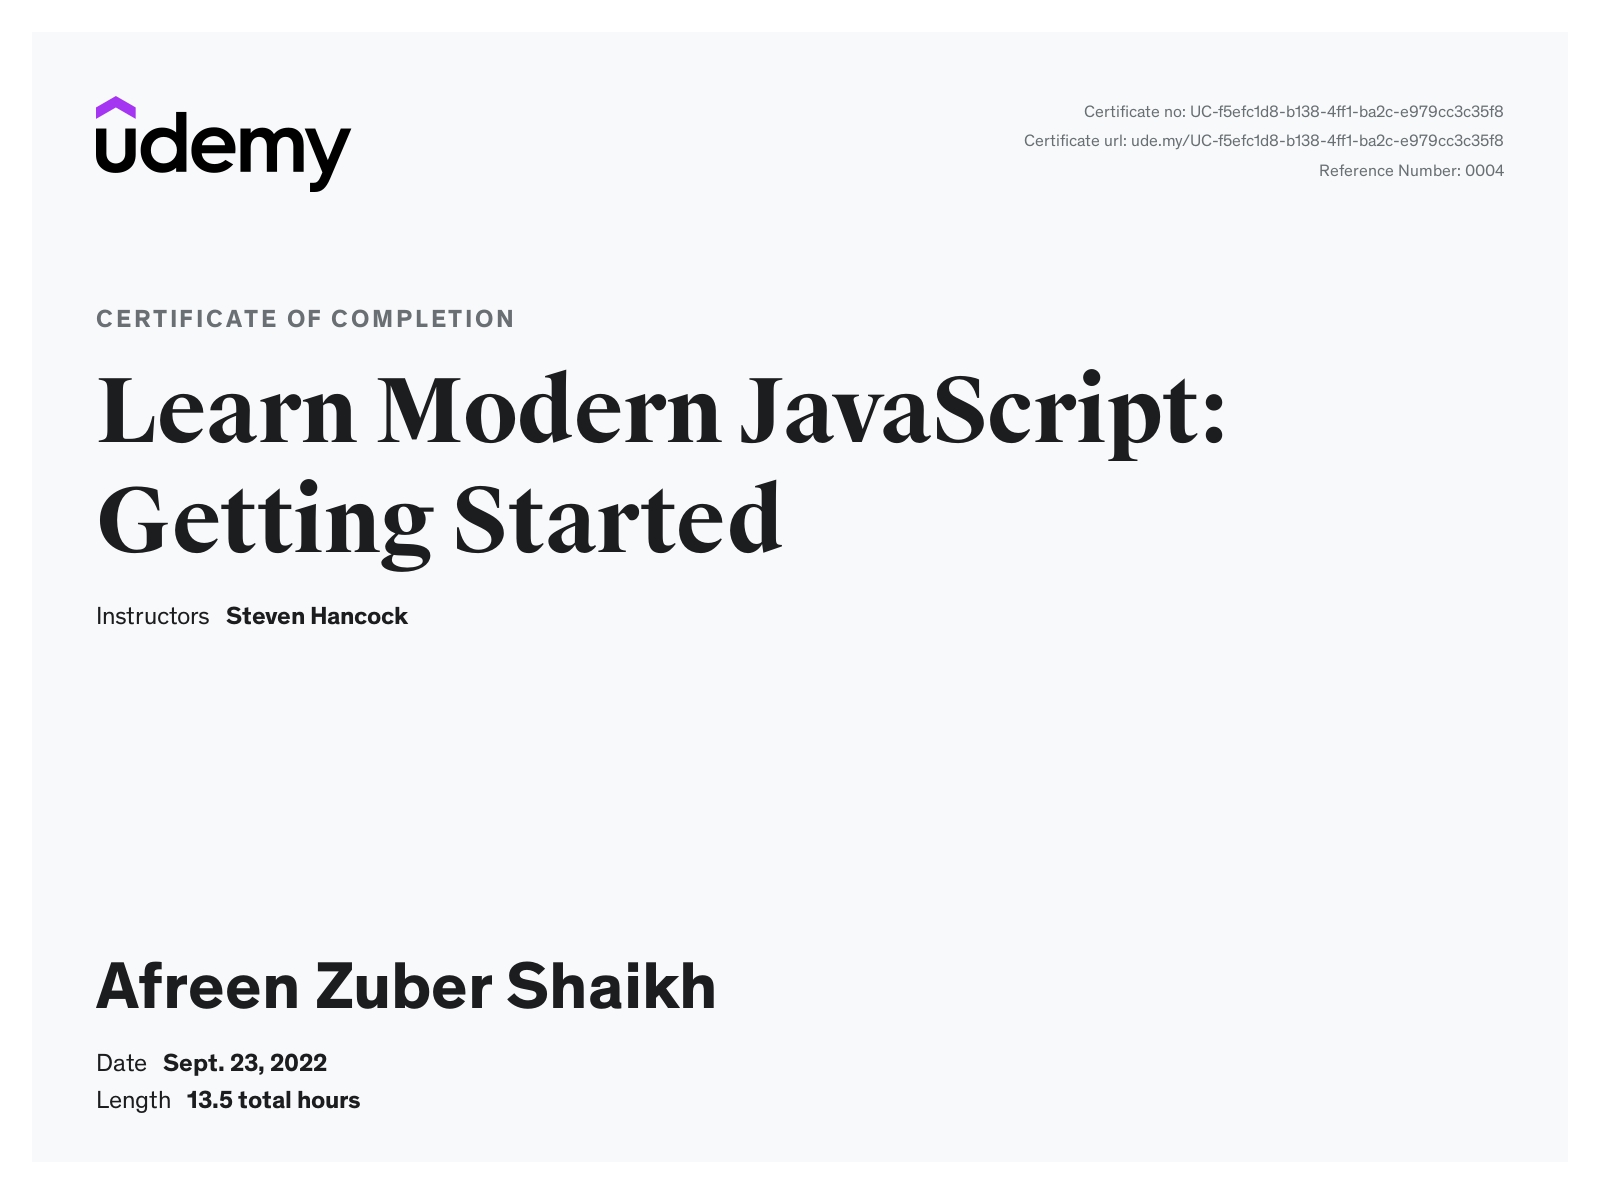 udemy
Certificate no: UC-f5efc1d8-b138-4ff1-ba2c-e979cc3c35f8
Certificate url: ude.my/UC-f5efc1d8-b138-4ff1-ba2c-e979cc3c35f8
Reference Number: 0004
CERTIFICATE OF COMPLETION
Learn Modern JavaScript:
Getting Started
Instructors Steven Hancock
Afreen Zuber Shaikh
Date Sept. 23, 2022
Length 13.5 total hours